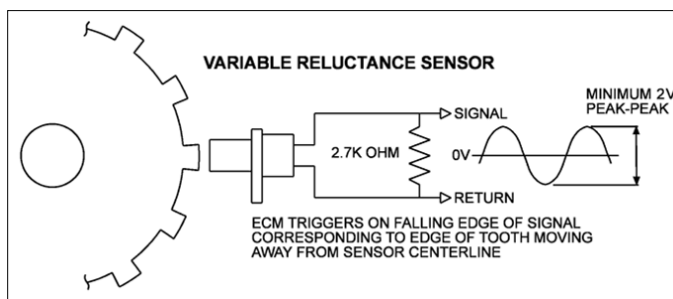 VARIABLE RELUCTANCE SENSOR
MINIMUM 2V
PEAK-PEAK
SIGNAL
2.7K OHM
0V
RETURN
ECM TRIGGERS ON FALLING EDGE OF SIGNAL
CORRESPONDING TO EDGE OF TOOTH MOVING
AWAY FROM SENSOR CENTERLINE